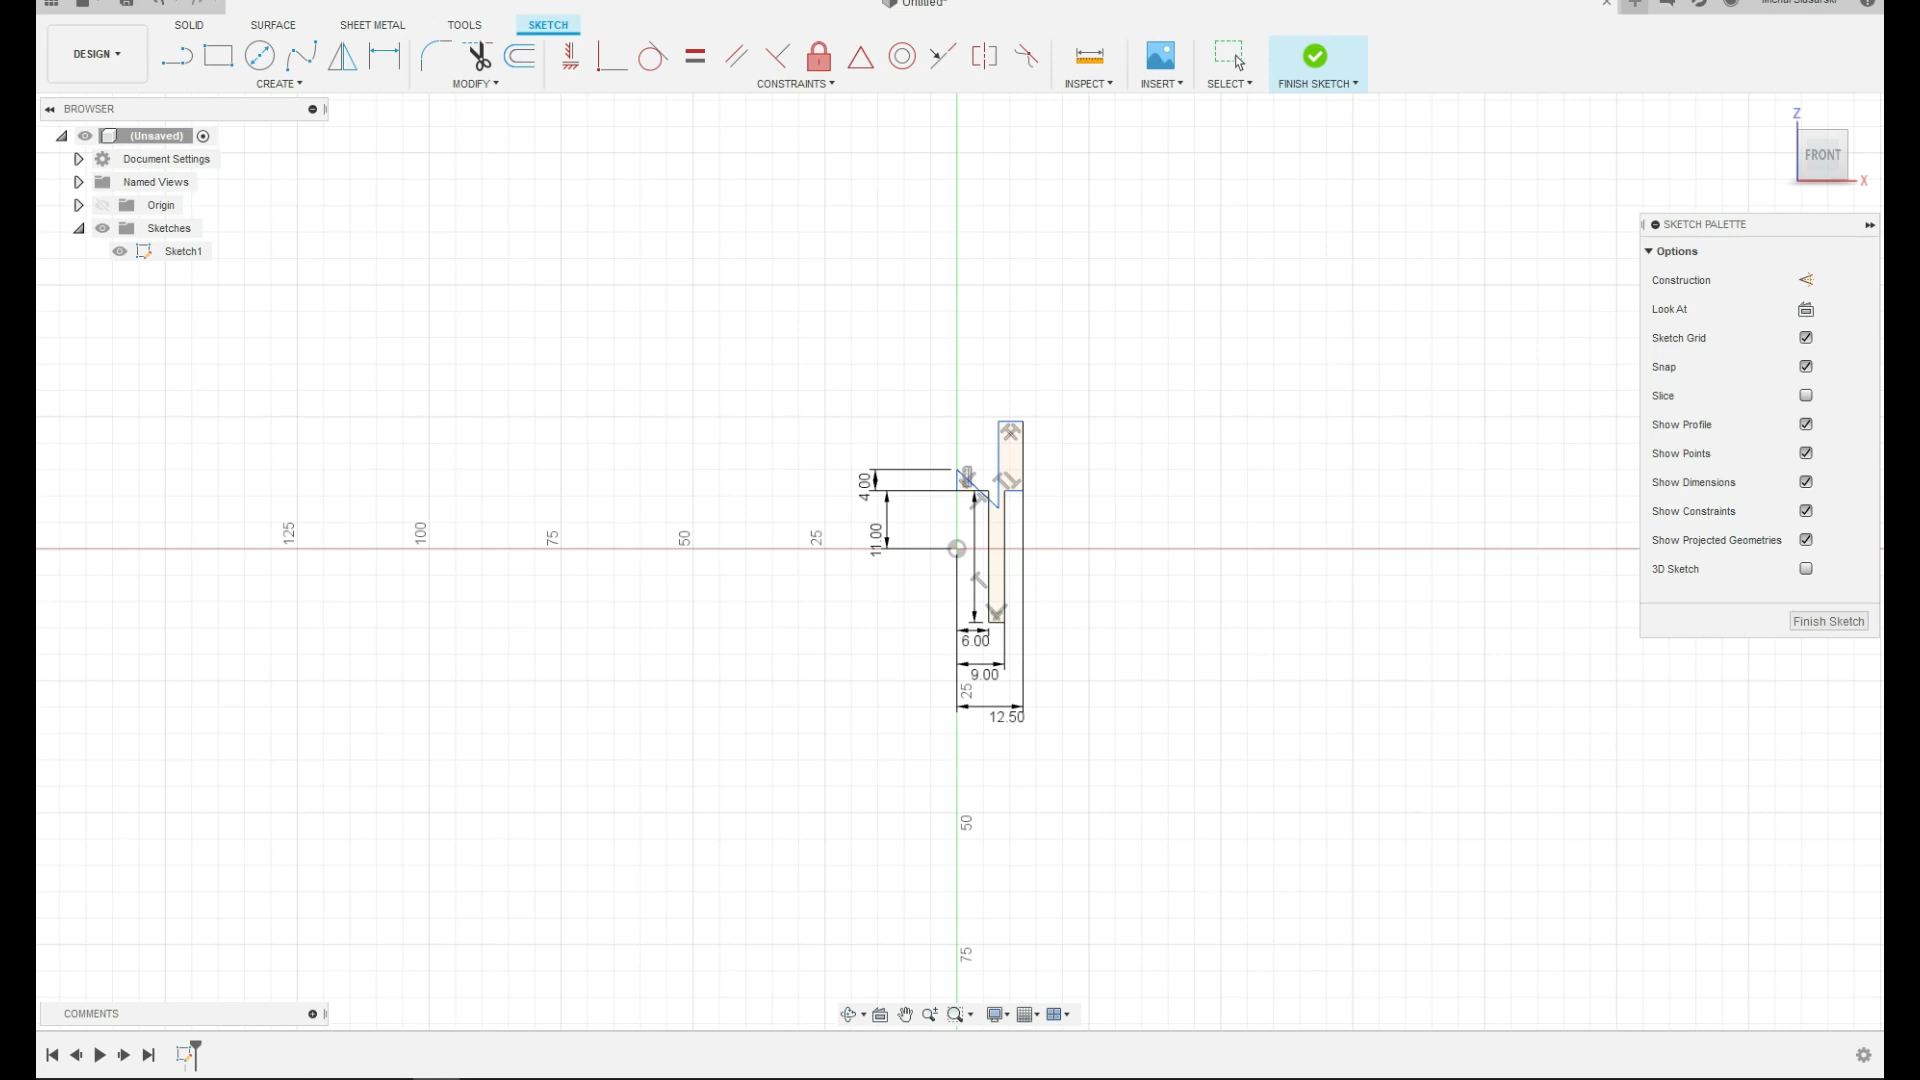 Untitled*
SOLID
SURFACE
SHEET METAL
TOOLS
SKETCH
DESIGN
CREATE
MODIFY
CONSTRAINTS
INSPECT
INSERT
SELECT
FINISH SKETCH
BROWSER
(Unsaved)
Document Settings
Named Views
Origin
Sketches
Sketch1
Z
FRONT
X
SKETCH PALETTE
Options
Construction
Look At
Sketch Grid
Snap
Slice
Show Profile
Show Points
Show Dimensions
Show Constraints
Show Projected Geometries
3D Sketch
Finish Sketch
4.00
11.00
125
100
75
50
25
6.00
9.00
25
12.50
50
75
COMMENTS